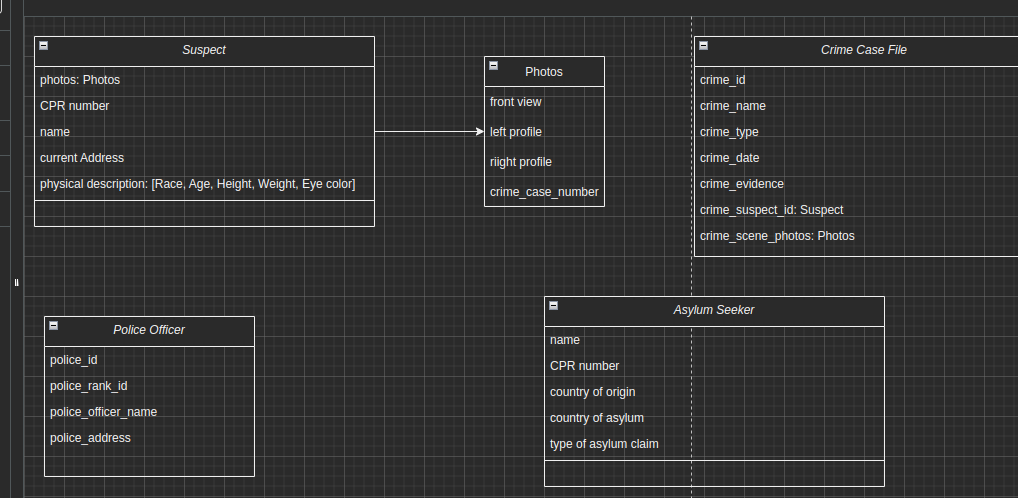 Suspect
photos: Photos
CPR number
name
current Address
physical description: [Race, Age, Height, Weight, Eye color]
Photos
front view
left profile
riight profile
crime_case_number
Crime Case File
crime_id
crime_name
crime_type
crime_date
crime_evidence
crime_suspect_id: Suspect
crime_scene_photos: Photos
Police Officer
police_id
police_rank_id
police_officer_name
police_address
Asylum Seeker
name
CPR number
country of origin
country of asylum
type of asylum claim